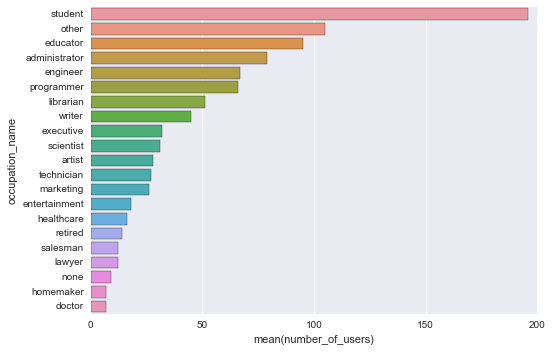 student
other
educator
administrator
engineer
programmer
librarian
writer
executive
scientist
artist
technician
marketing
entertainment
healthcare
retired
salesman
lawyer
none
homemaker
doctor
occupation_name
0 50 100 150 200
mean(number_of_users)